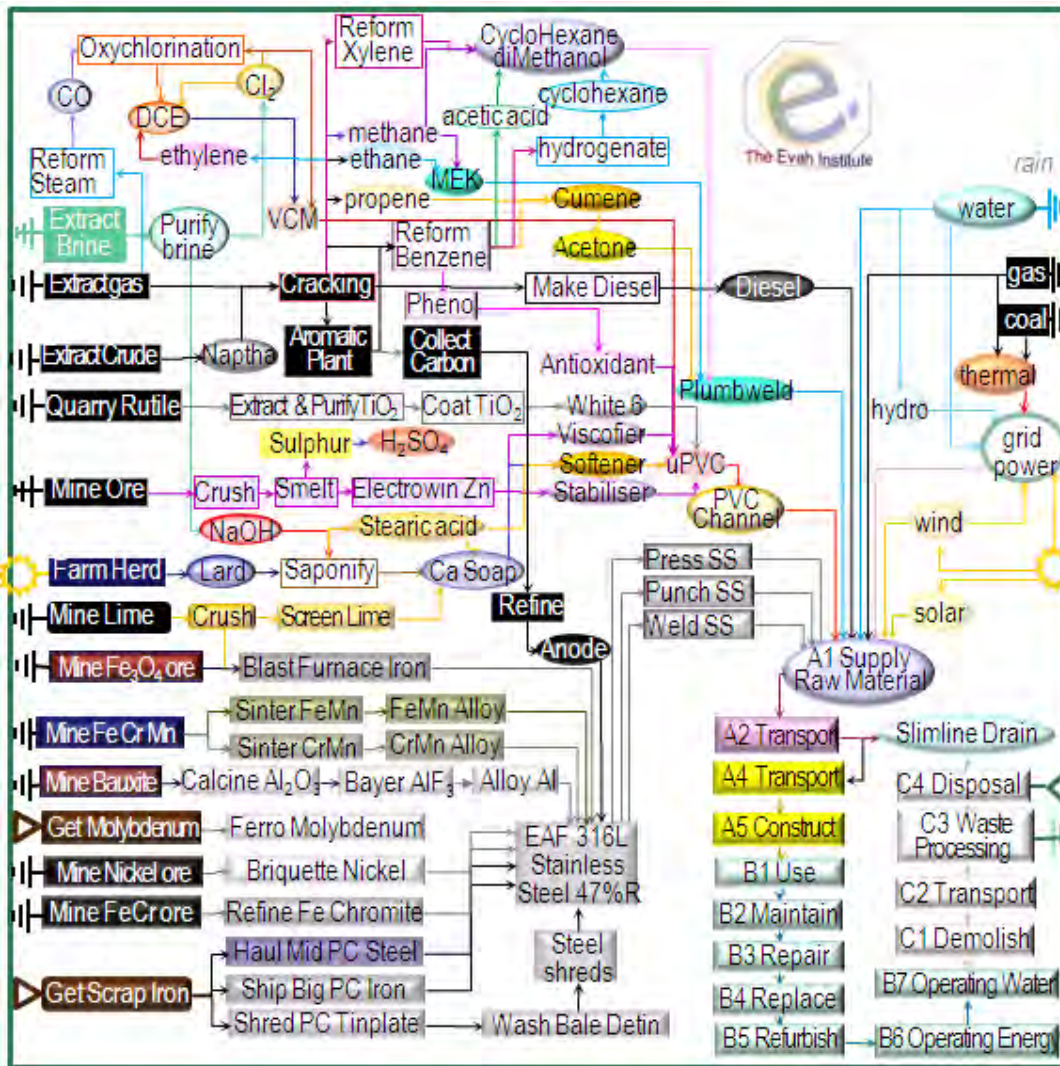 Oxychlorination
Reform
Xylene
CycloHexane
diMethanol
CO
Cl₂
DCE
acetic acid
cyclohexane
The Evah Institute
methane
hydrogenate
Reform
Steam
ethylene
ethane
MEK
rain
propene
Cumene
water
Extract
Brine
Purify
brine
VCM
Reform
Benzene
Acetone
Extract gas
Cracking
Make Diesel
Diesel
gas
Pheno
coal
Extract Crude
Naptha
Aromatic
Plant
Collect
Carbon
Antioxidant
thermal
Plumbweld
Quarry Rutile
Extract & Purify TiO₂
Coat TiO₂
White 6
hydro
Sulphur
H₂SO₄
Viscofier
grid
power
Softener
uPVC
Mine Ore
Crush
Smelt
Electrowin Zn
Stabiliser
PVC
Channel
NaOH
Stearic acid
wind
Farm Herd
Lard
Saponify
Ca Soap
Press SS
Punch SS
Refine
Mine Lime
Crush
Screen Lime
solar
Weld SS
Anode
A1 Supply
Raw Material
Mine Fe₃O₄ ore
Blast Furnace Iron
Sinter FeMn
FeMn Alloy
Mine Fe Cr Mn
A2 Transport
Slimline Drain
Sinter CrMn
CrMn Alloy
A4 Transport
C4 Disposal
Mine Bauxite
Calcine Al₂O₃
Bayer AlF₃
Alloy Al
Get Molybdenum
Ferro Molybdenum
EAF 316L
Stainless
Steel 47%R
A5 Construct
C3 Waste
Processing
Mine Nickel ore
Briquette Nickel
B1 Use
C2 Transport
Mine FeCr ore
Refine Fe Chromite
B2 Maintain
C1 Demolish
Haul Mid PC Steel
Steel
shreds
B3 Repair
Get Scrap Iron
Ship Big PC Iron
B4 Replace
B7 Operating Water
Shred PC Tinplate
Wash Bale Detin
B5 Refurbish
B6 Operating Energy